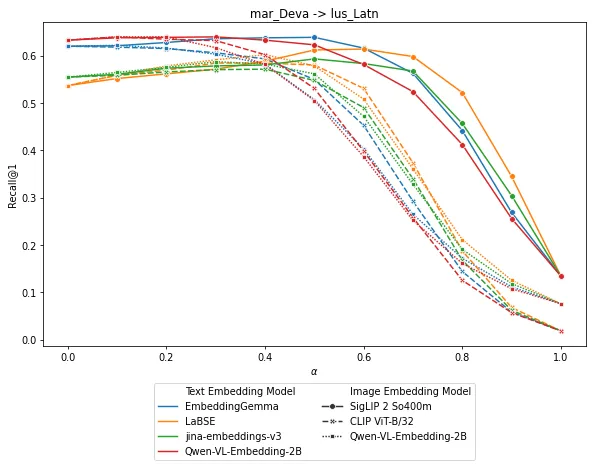 mar_Deva -> lus_Latn
Recall@1
0.6
0.5
0.4
0.3
0.2
0.1
0.0
0.0
0.2
0.4
0.6
0.8
1.0
α
Text Embedding Model
EmbeddingGemma
LaBSE
jina-embeddings-v3
Qwen-VL-Embedding-2B
Image Embedding Model
SigLIP 2 So400m
CLIP ViT-B/32
Qwen-VL-Embedding-2B